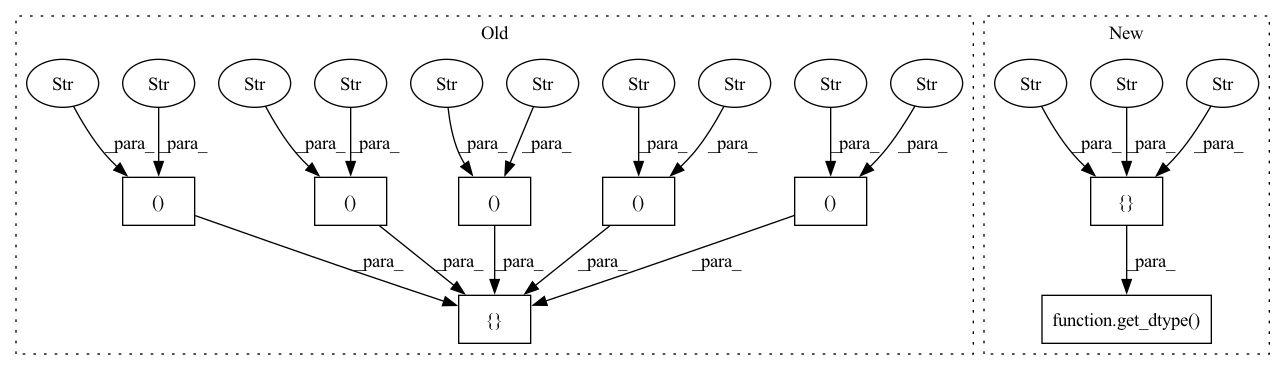 Old
New
Str Str Str Str Str Str Str Str Str Str Str Str Str
_para_ _para_ _para_ _para_ _para_ _para_ _para_ _para_ _para_ _para_ _para_ _para_ _para_
() () () () () {}
_para_ _para_ _para_ _para_ _para_ _para_
{} function.get_dtype()